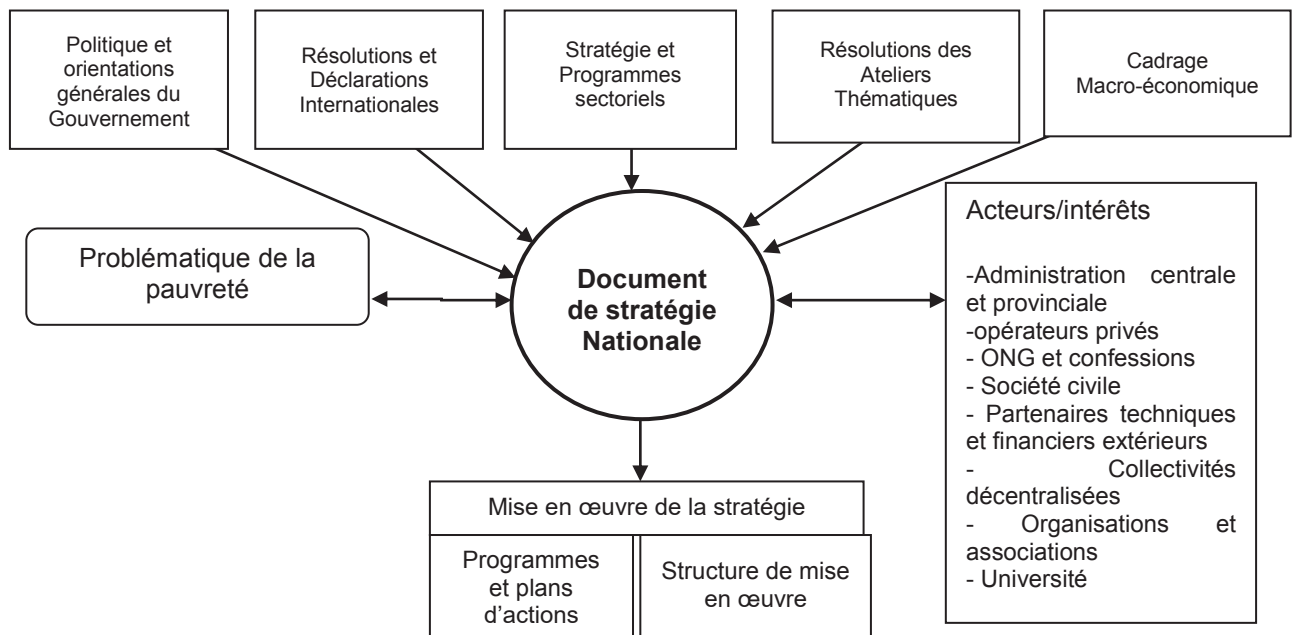 Politique et
orientations
générales du
Gouvernement
Résolutions et
Déclarations
Internationales
Stratégie et
Programmes
sectoriels
Résolutions des
Ateliers
Thématiques
Cadrage
Macro-économique
Problématique de la
pauvreté
Document
de stratégie
Nationale
Acteurs/intérêts
-Administration centrale
et provinciale
-opérateurs privés
- ONG et confessions
- Société civile
- Partenaires techniques
et financiers extérieurs
- Collectivités
décentralisées
- Organisations et
associations
- Université
Mise en œuvre de la stratégie
Programmes
et plans
d'actions
Structure de mise
en œuvre